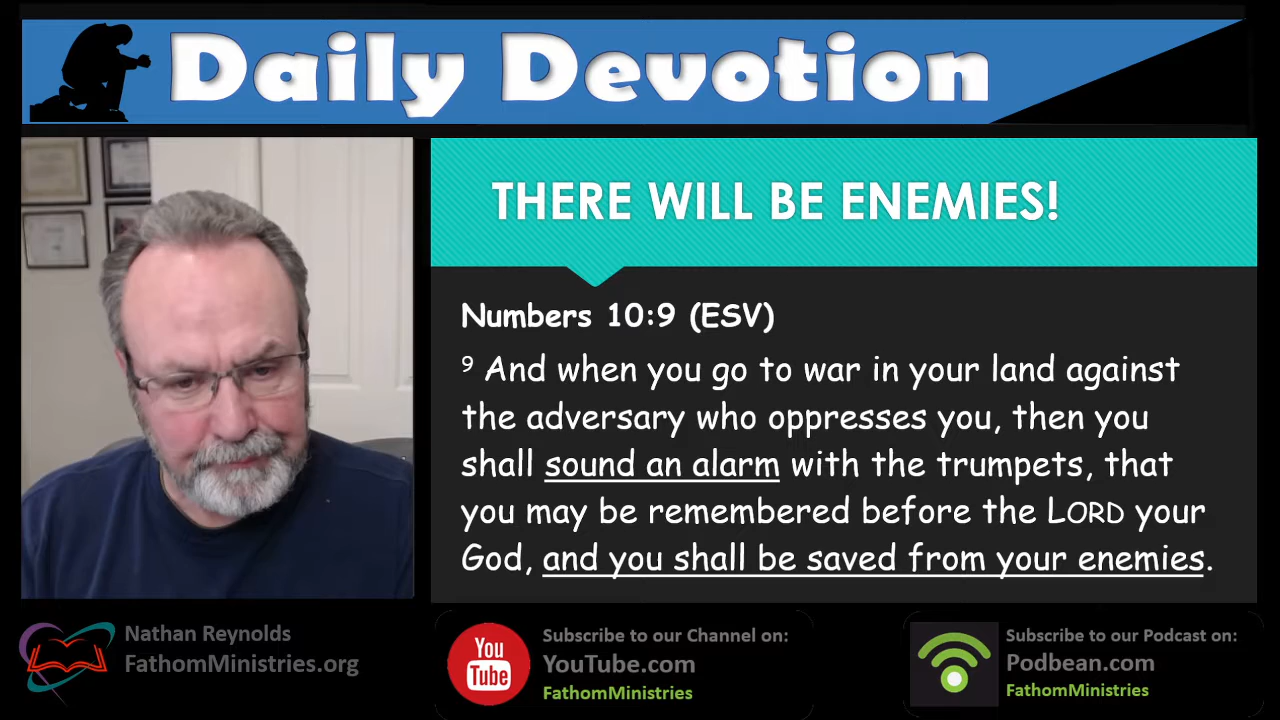 Daily Devotion
THERE WILL BE ENEMIES!
Numbers 10:9 (ESV)
9 And when you go to war in your land against
the adversary who oppresses you, then you
shall sound an alarm with the trumpets, that
you may be remembered before the LORD your
God, and you shall be saved from your enemies.
Nathan Reynolds
FathomMinistries.org
You
Tube
Subscribe to our Channel on:
YouTube.com
FathomMinistries
Subscribe to our Podcast on:
Podbean.com
FathomMinistries